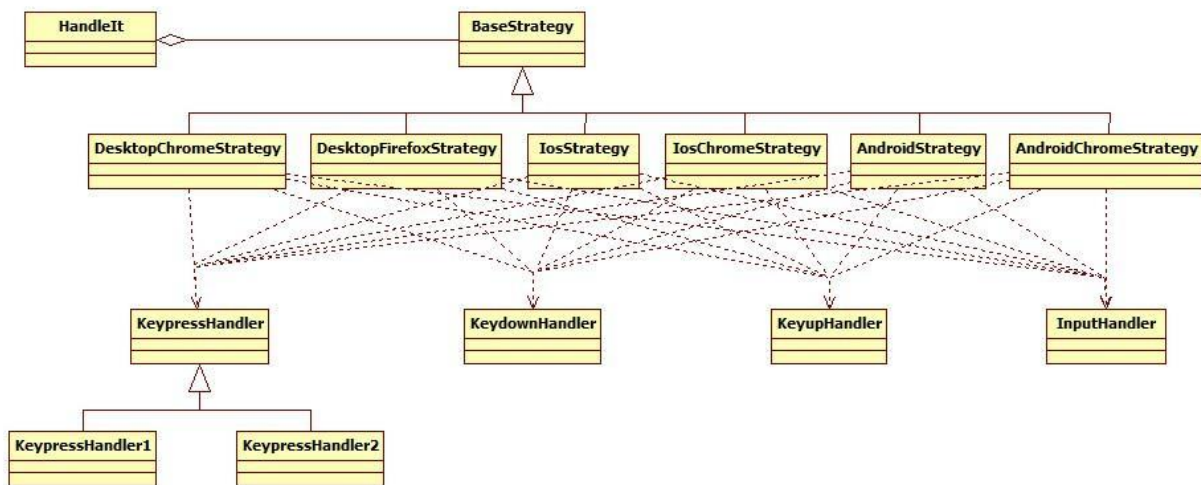 HandleIt
BaseStrategy
DesktopChromeStrategy
DesktopFirefoxStrategy
IosStrategy
IosChromeStrategy
AndroidStrategy
AndroidChromeStrategy
KeypressHandler
KeydownHandler
KeyupHandler
InputHandler
KeypressHandler1
KeypressHandler2